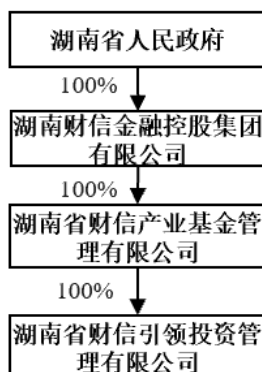 湖南省人民政府
100%
湖南财信金融控股集团
有限公司
100%
湖南省财信产业基金管
理有限公司
100%
湖南省财信引领投资管
理有限公司